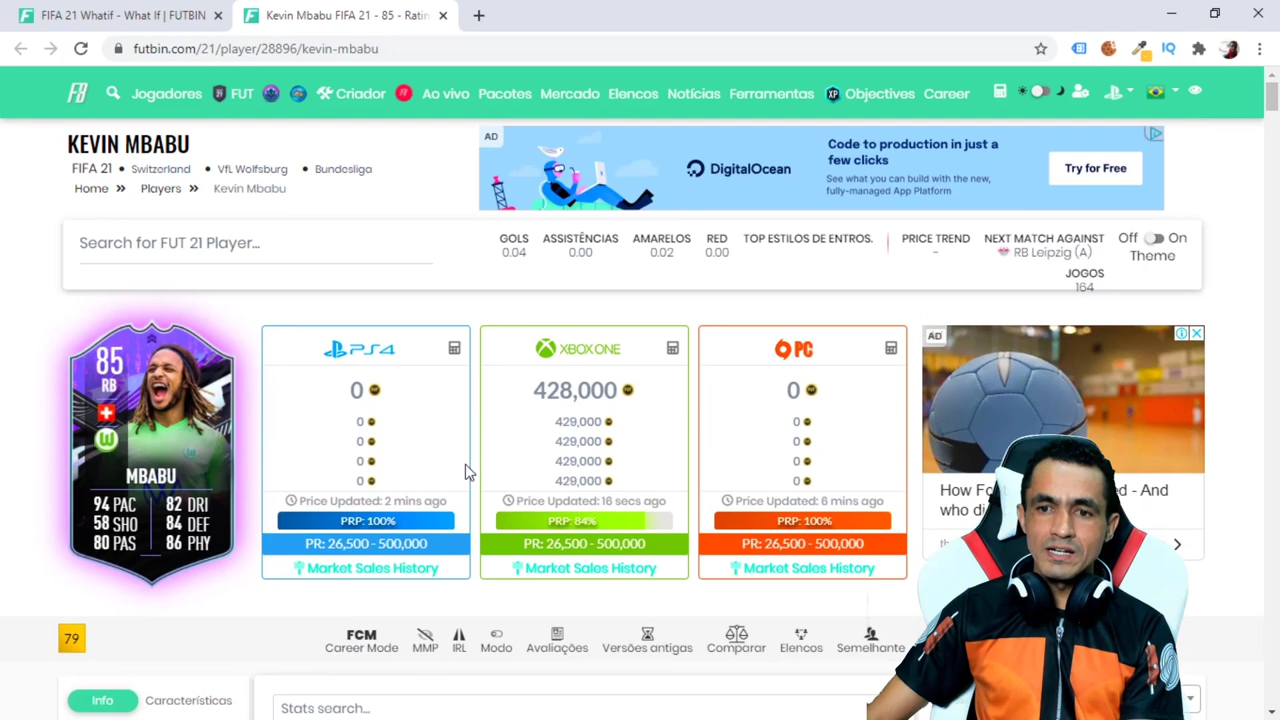 FIFA 21 Whatif - What If | FUTBIN
Kevin Mbabu FIFA 21 - 85 - Ratin
futbin.com/21/player/28896/kevin-mbabu
IQ
Jogadores FUT Criador Ao vivo Pacotes Mercado Elencos Notícias Ferramentas XP Objectives Career
KEVIN MBABU
FIFA 21 • Switzerland • VfL Wolfsburg • Bundesliga
Home » Players » Kevin Mbabu
AD
DigitalOcean
Code to production in just a few clicks
See what you can build with the new, fully-managed App Platform
Try for Free
Search for FUT 21 Player...
GOLS ASSISTÊNCIAS AMARELOS RED TOP ESTILOS DE ENTROS. PRICE TREND NEXT MATCH AGAINST
0.04 0.00 0.02 0.00 - RB Leipzig (A)
JOGOS
164
Off On
Theme
85
RB
MBABU
94 PAC 82 DRI
58 SHO 84 DEF
80 PAS 86 PHY
PS4
0
0
0
0
0
Price Updated: 2 mins ago
PRP: 100%
PR: 26,500 - 500,000
Market Sales History
XBOX ONE
428,000
429,000
429,000
429,000
429,000
Price Updated: 16 secs ago
PRP: 84%
PR: 26,500 - 500,000
Market Sales History
PC
0
0
0
0
0
Price Updated: 6 mins ago
PRP: 100%
PR: 26,500 - 500,000
Market Sales History
AD
79
FCM
Career Mode MMP IRL Modo Avaliações Versões antigas Comparar Elencos Semelhante
Info Características
Stats search...